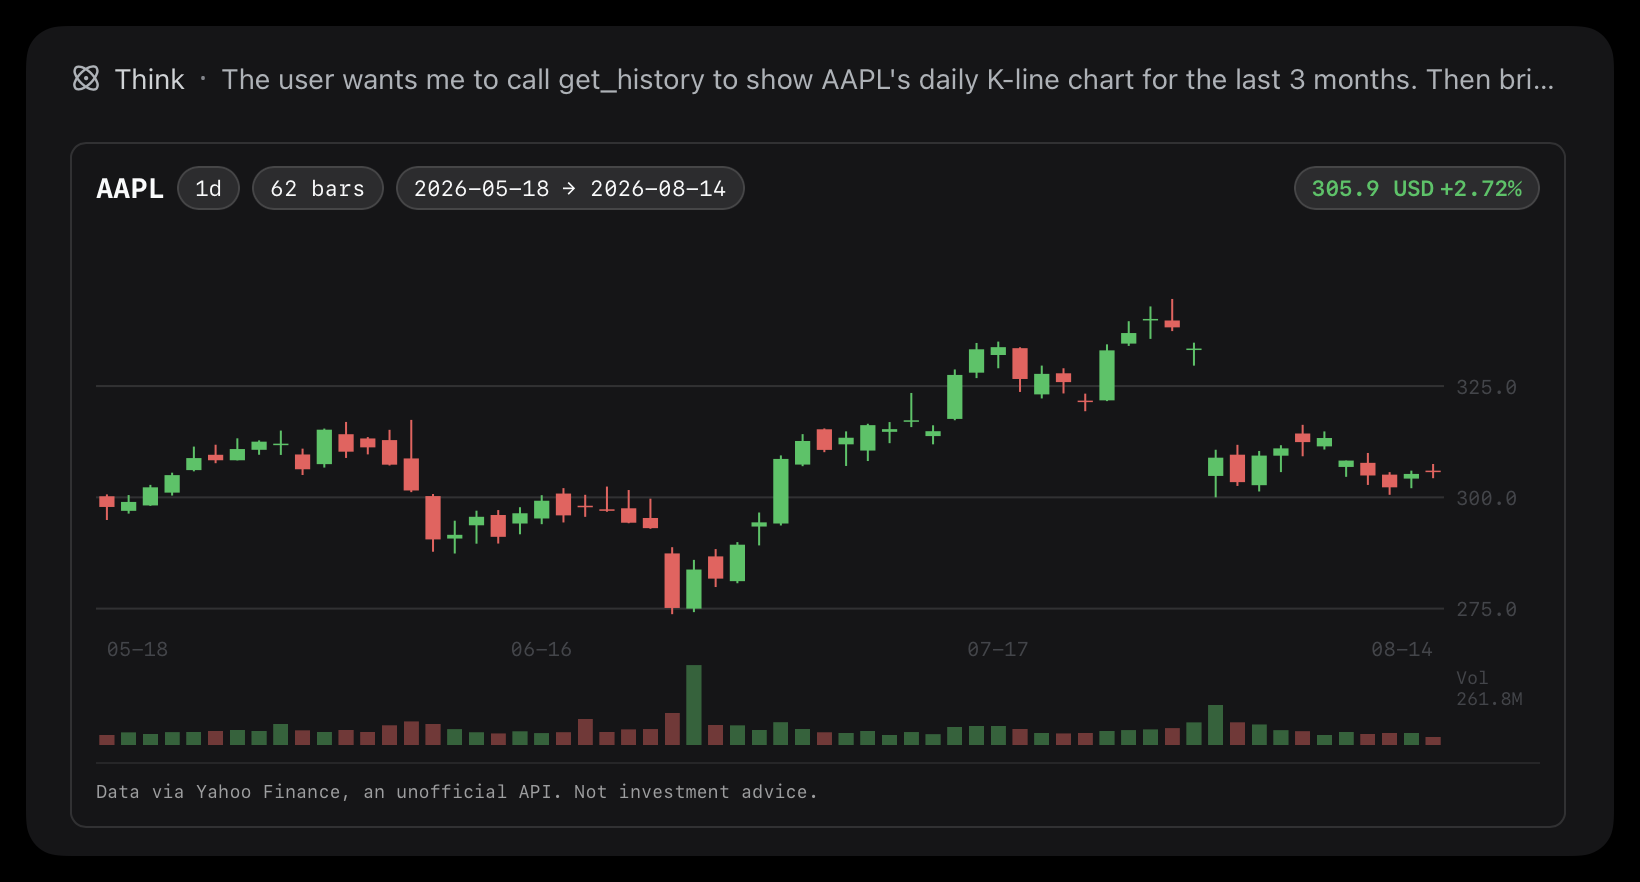 Think · The user wants me to call get_history to show AAPL's daily K-line chart for the last 3 months. Then bri...
AAPL 1d 62 bars 2026-05-18 → 2026-08-14 305.9 USD +2.72%
325.0
300.0
275.0
05-18 06-16 07-17 08-14
Vol
261.8M
Data via Yahoo Finance, an unofficial API. Not investment advice.